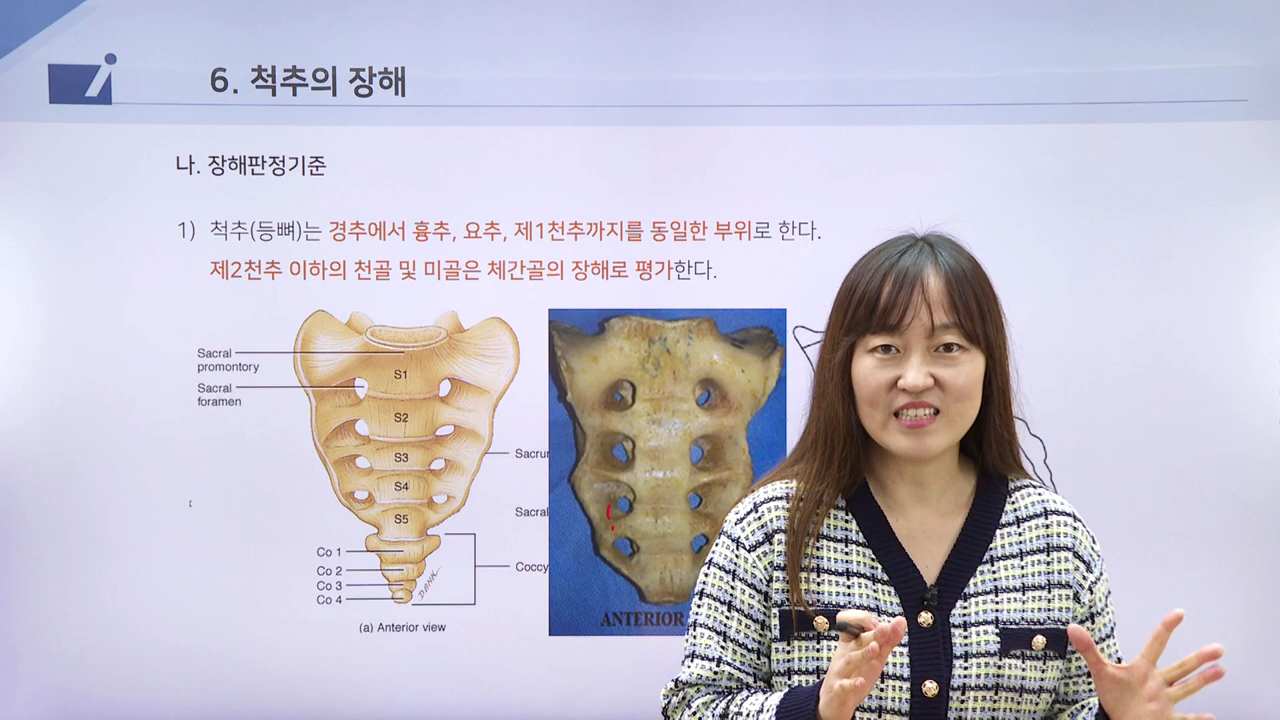 6. 척추의 장해
나. 장해판정기준
1) 척추(등뼈)는 경추에서 흉추, 요추, 제1천추까지를 동일한 부위로 한다.
제2천추 이하의 천골 및 미골은 체간골의 장해로 평가한다.
Sacral
promontory
S1
Sacral
foramen
S2
S3
Sacru
S4
Sacral
S5
Co 1
Co 2
Coccy
Co 3
Co 4
(a) Anterior view
ANTERIOR